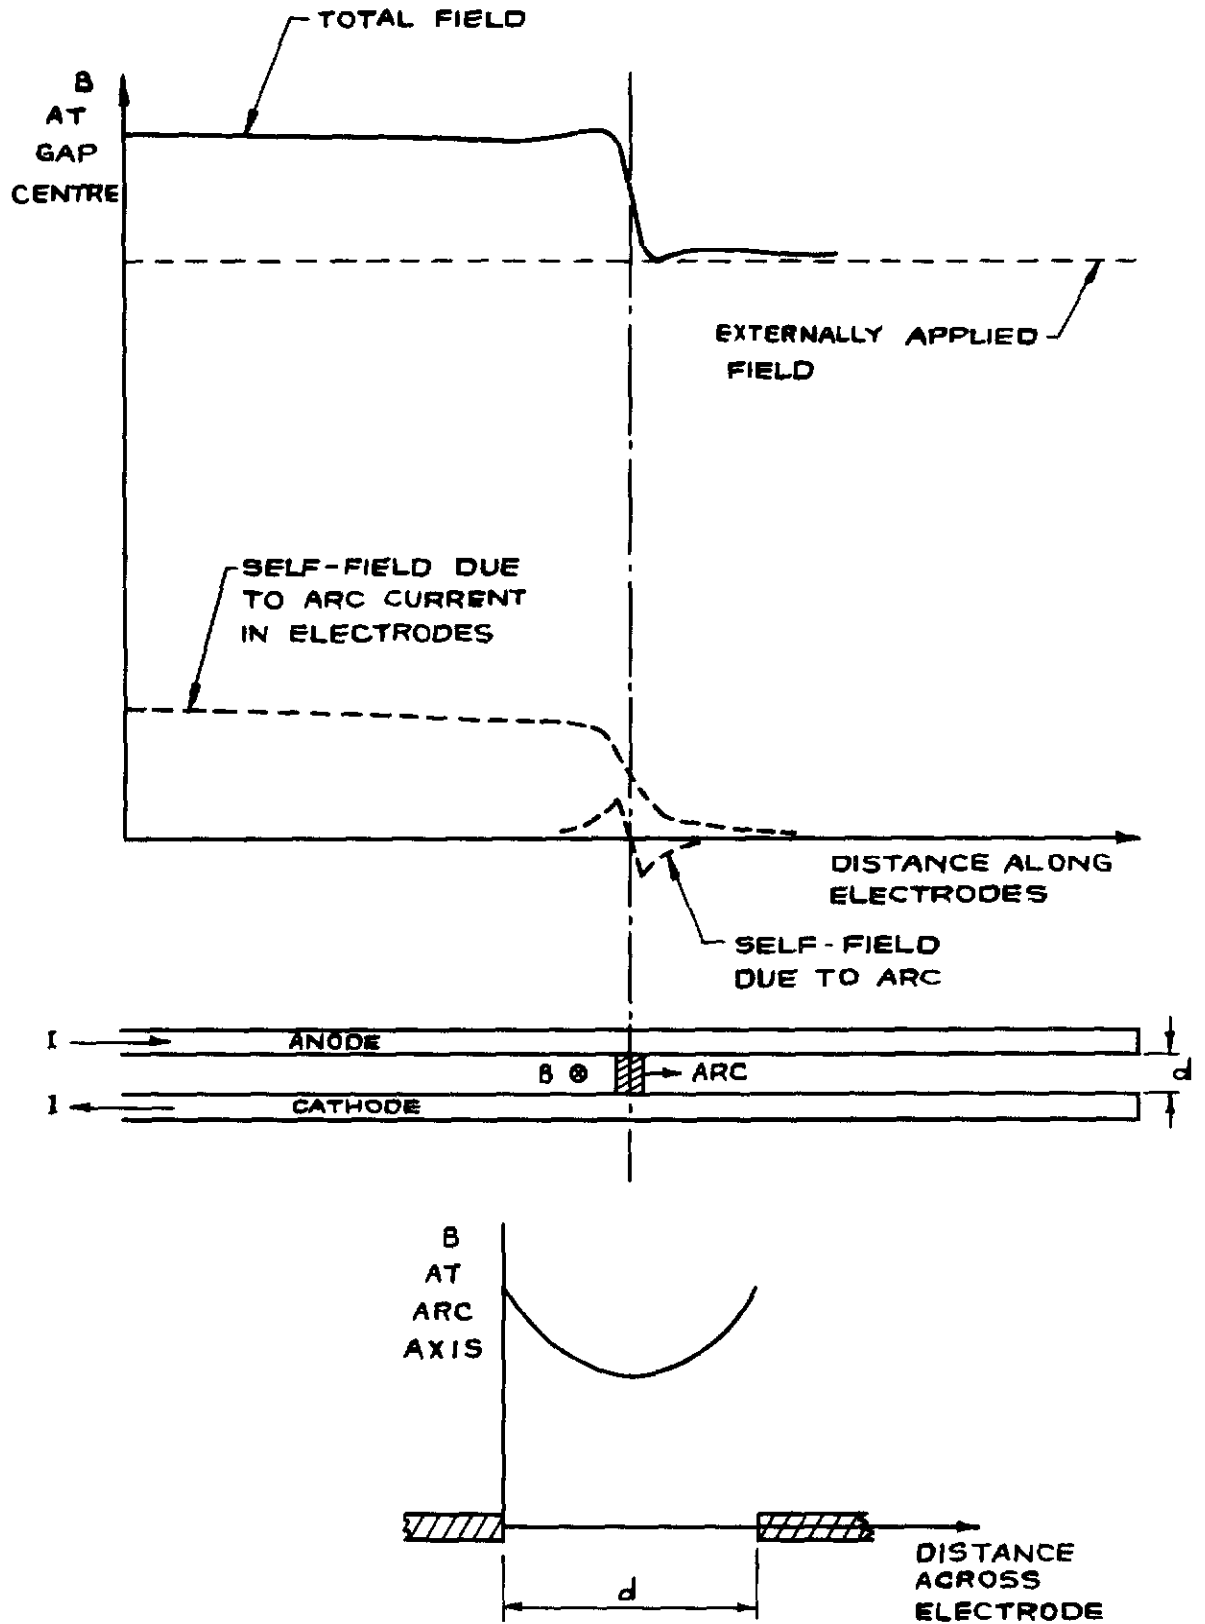 TOTAL FIELD
B
AT
GAP
CENTRE
EXTERNALLY APPLIED
FIELD
SELF-FIELD DUE
TO ARC CURRENT
IN ELECTRODES
DISTANCE ALONG
ELECTRODES
SELF-FIELD
DUE TO ARC
I
ANODE
B ⊗
ARC
d
I
CATHODE
B
AT
ARC
AXIS
d
DISTANCE
ACROSS
ELECTRODE